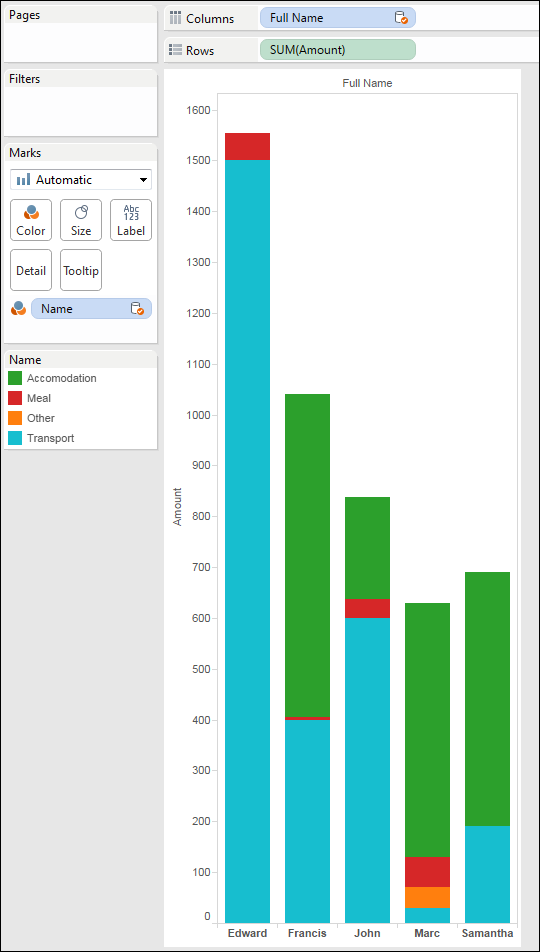 Pages
Columns
Full Name
Rows
SUM(Amount)
Filters
Marks
Automatic
Color
Size
Abc
123
Label
Detail
Tooltip
Name
Name
Accomodation
Meal
Other
Transport
Full Name
Amount
1600
1500
1400
1300
1200
1100
1000
900
800
700
600
500
400
300
200
100
0
Edward Francis John Marc Samantha